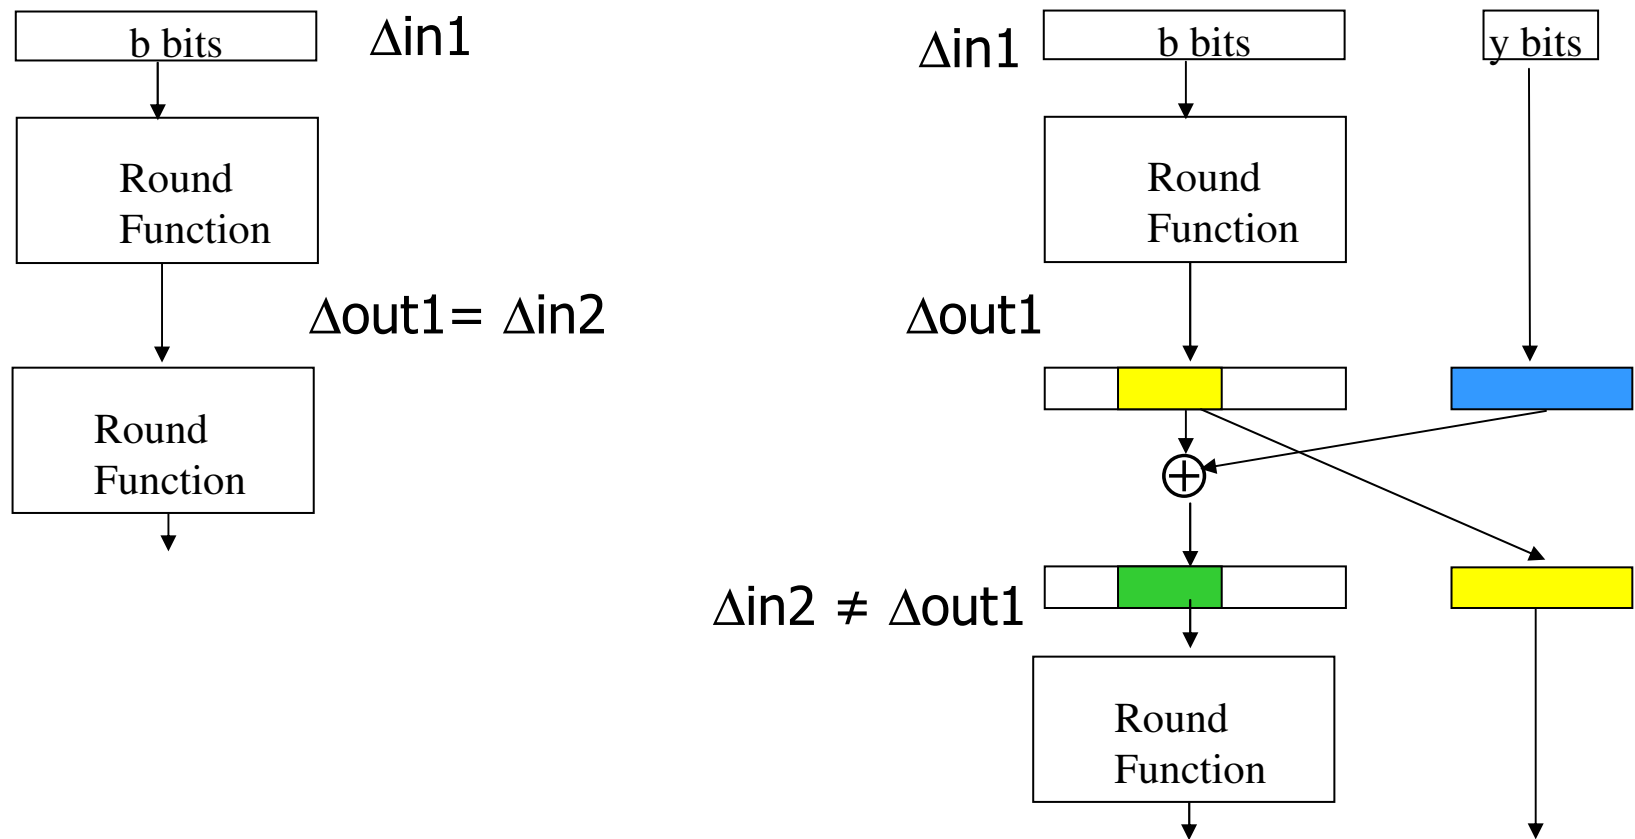 b bits
Δin1
Round
Function
Δout1= Δin2
Round
Function
Δin1
b bits
y bits
Round
Function
Δout1
Δin2 ≠ Δout1
Round
Function